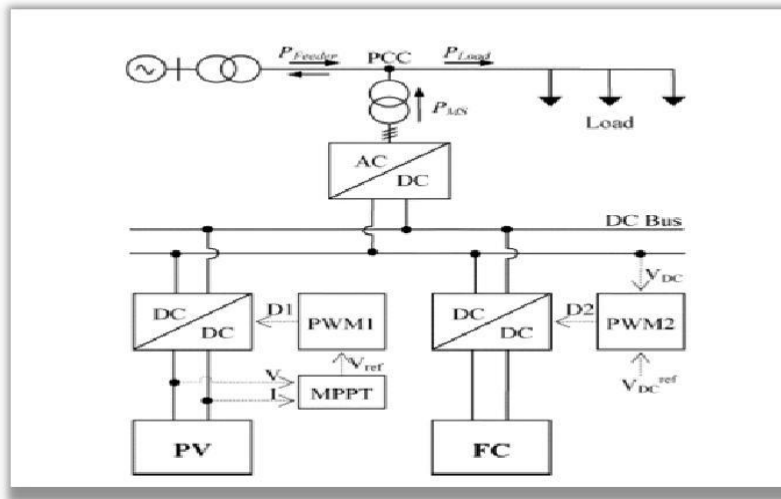 P_Feeder PCC P_Load
P_MS
Load
AC
DC
DC Bus
V_DC
DC
DC
D1
PWM1
DC
DC
D2
PWM2
V_ref
V
I
MPPT
V_DC^ref
PV
FC